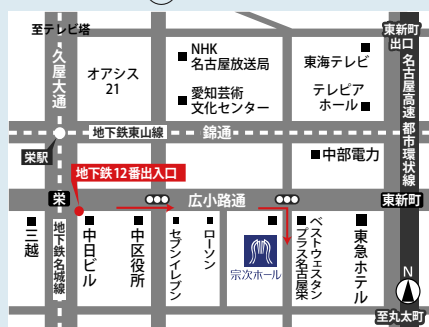 至テレビ塔
久屋大通
オアシス
21
NHK
名古屋放送局
愛知芸術
文化センター
東海テレビ
テレピア
ホール
東新町
出口
名古屋高速 都市環状線
地下鉄東山線
錦通
栄駅
中部電力
地下鉄12番出入口
栄
広小路通
東新町
三越
地下鉄名城線
中日ビル
中区役所
セブンイレブン
ローソン
宗次ホール
ベストウェスタン
プラス名古屋栄
東急ホテル
N
至丸太町